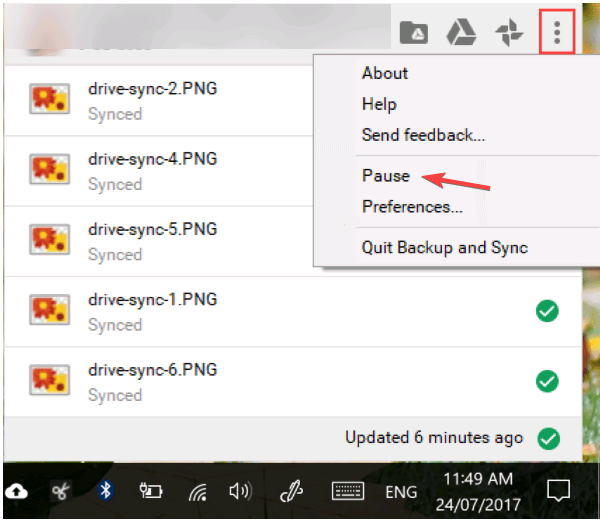 About
Help
Send feedback...
Pause
Preferences...
Quit Backup and Sync
drive-sync-2.PNG
Synced
drive-sync-4.PNG
Synced
drive-sync-5.PNG
Synced
drive-sync-1.PNG
Synced
drive-sync-6.PNG
Synced
Updated 6 minutes ago
ENG
11:49 AM
24/07/2017